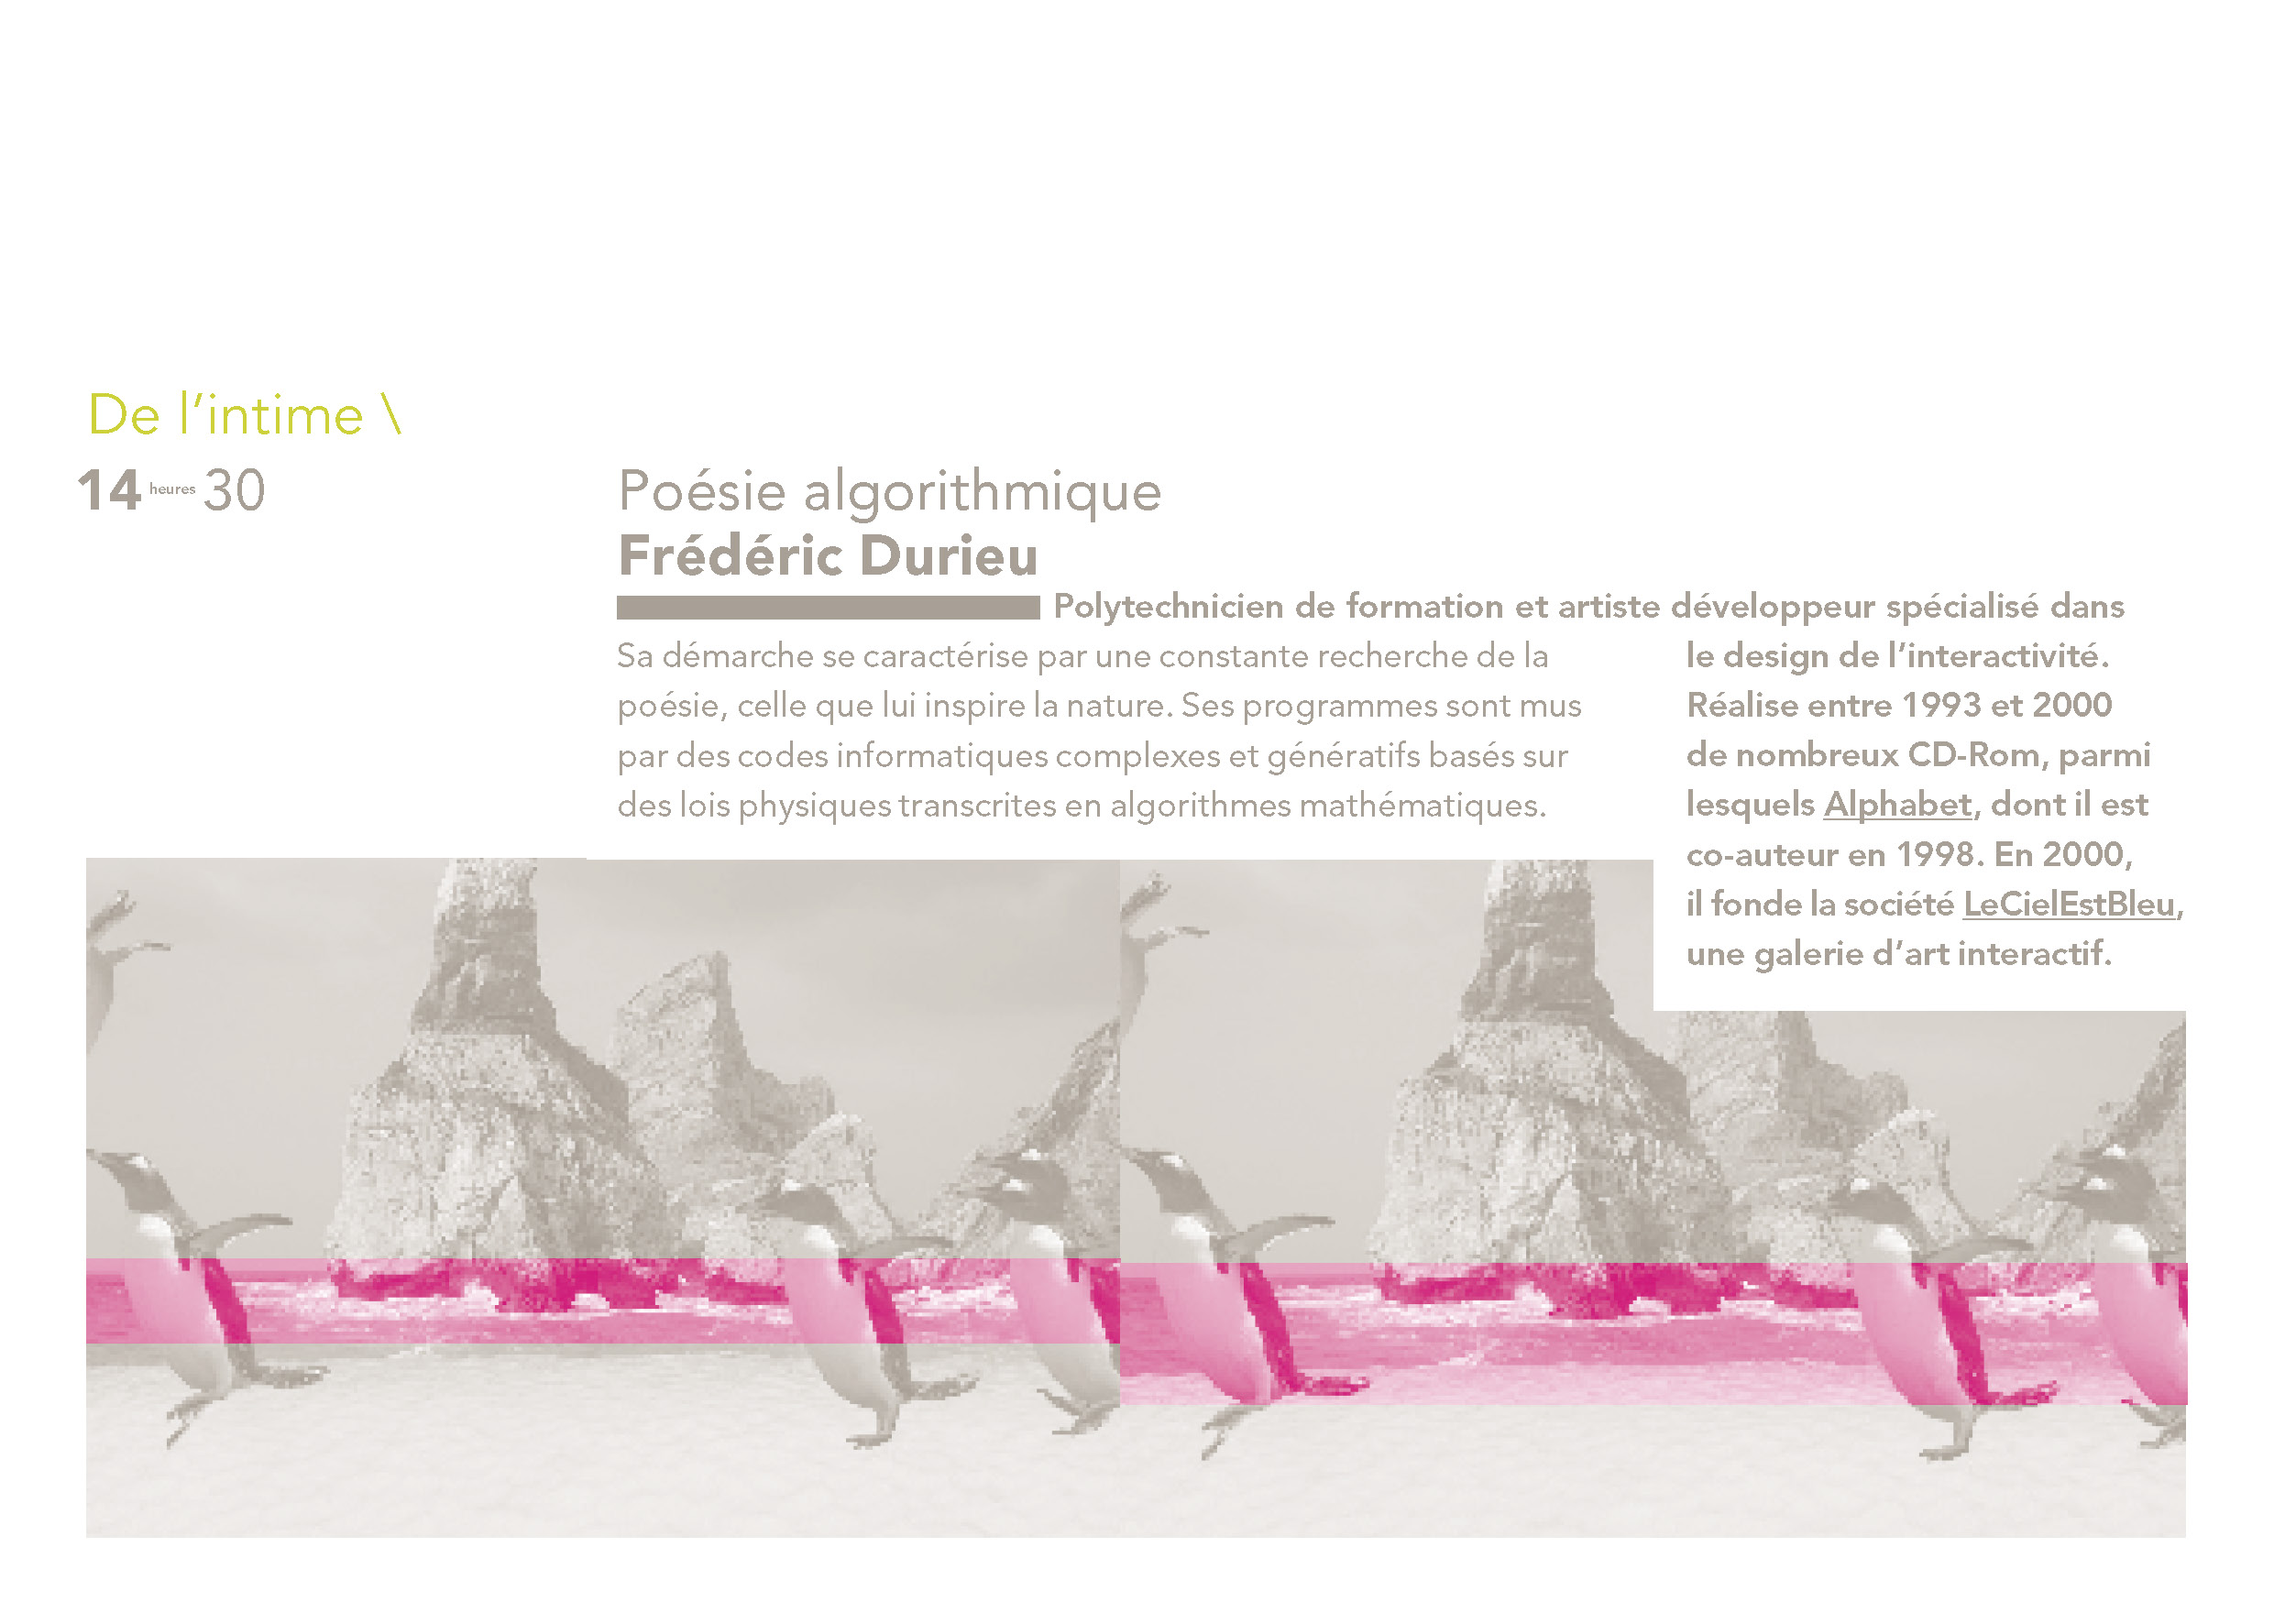 De l’intime \
14 heures 30
Poésie algorithmique
Frédéric Durieu
Polytechnicien de formation et artiste développeur spécialisé dans
le design de l’interactivité.
Réalise entre 1993 et 2000
de nombreux CD-Rom, parmi
lesquels Alphabet, dont il est
co-auteur en 1998. En 2000,
il fonde la société LeCielEstBleu,
une galerie d’art interactif.
Sa démarche se caractérise par une constante recherche de la
poésie, celle que lui inspire la nature. Ses programmes sont mus
par des codes informatiques complexes et génératifs basés sur
des lois physiques transcrites en algorithmes mathématiques.